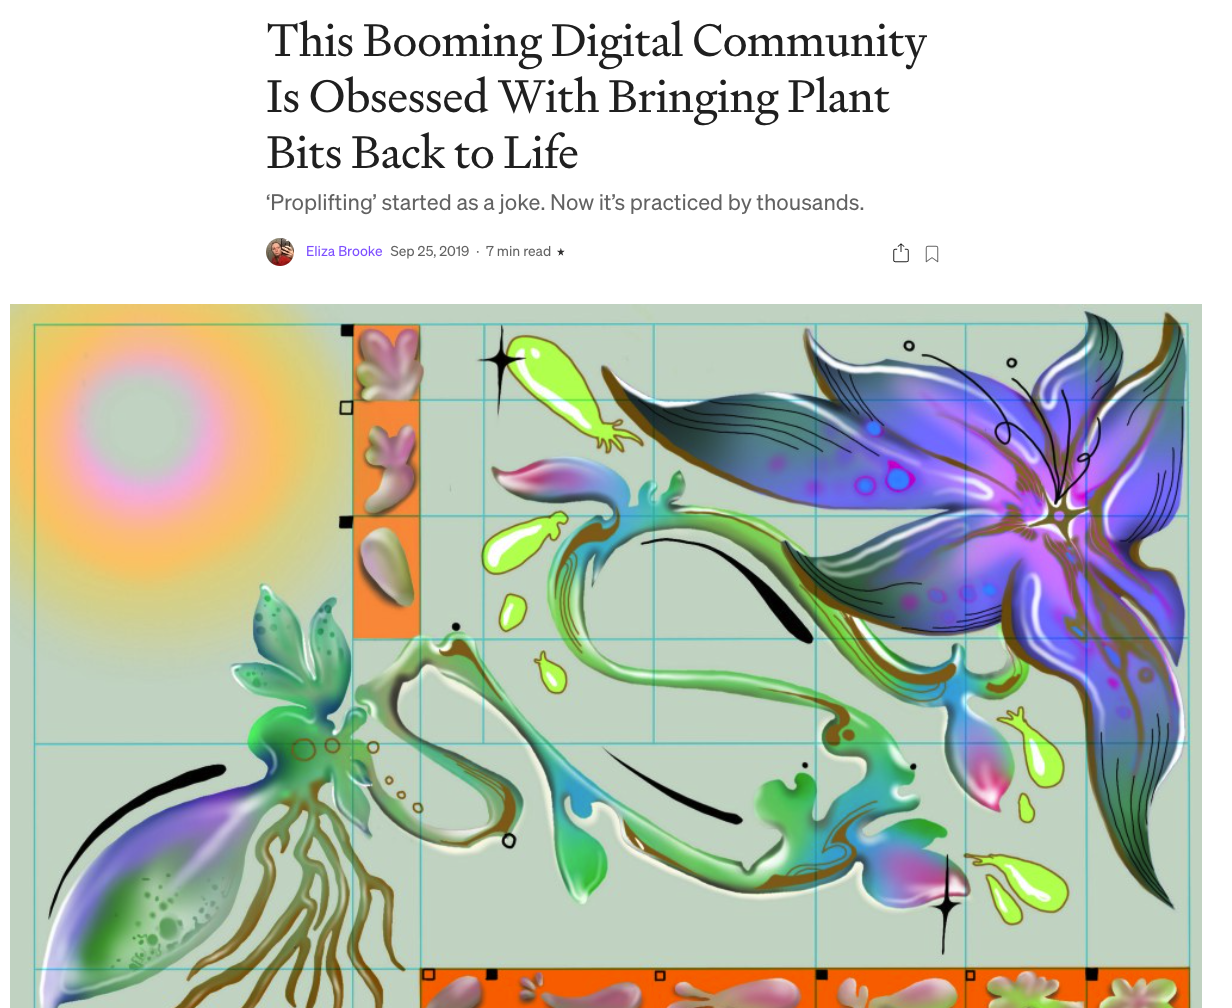 This Booming Digital Community
Is Obsessed With Bringing Plant
Bits Back to Life
‘Proplifting’ started as a joke. Now it’s practiced by thousands.
Eliza Brooke Sep 25, 2019 · 7 min read ★